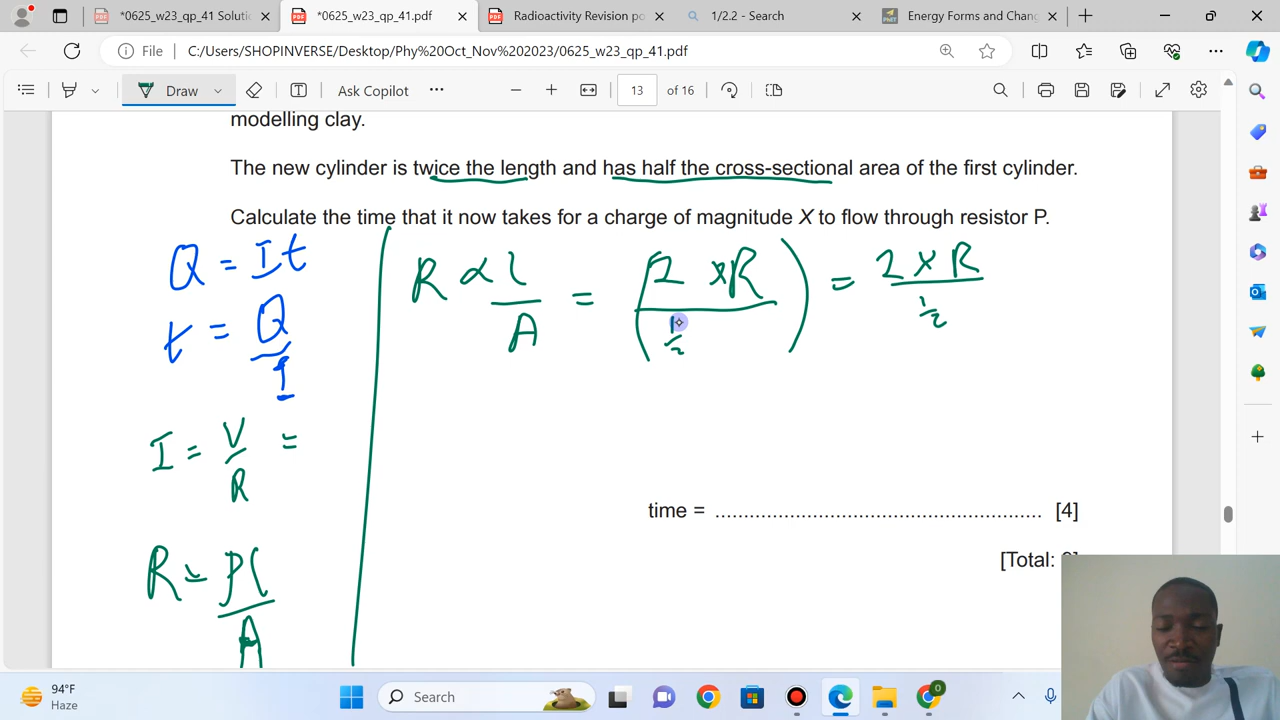 *0625_w23_qp_41 Soluti
*0625_w23_qp_41.pdf
Radioactivity Revision po
1/2.2 - Search
Energy Forms and Chang
File
C:/Users/SHOPINVERSE/Desktop/Phy%20Oct_Nov%202023/0625_w23_qp_41.pdf
Draw
Ask Copilot
13 of 16
modelling clay.
The new cylinder is twice the length and has half the cross-sectional area of the first cylinder.
Calculate the time that it now takes for a charge of magnitude X to flow through resistor P.
Q = It
t = Q/I
I = V/R =
R = ρl/A
R ∝ l/A = (2 × R / ½) = 2 × R / ½
time = ............................................................ [4]
[Total:
94°F
Haze
Search